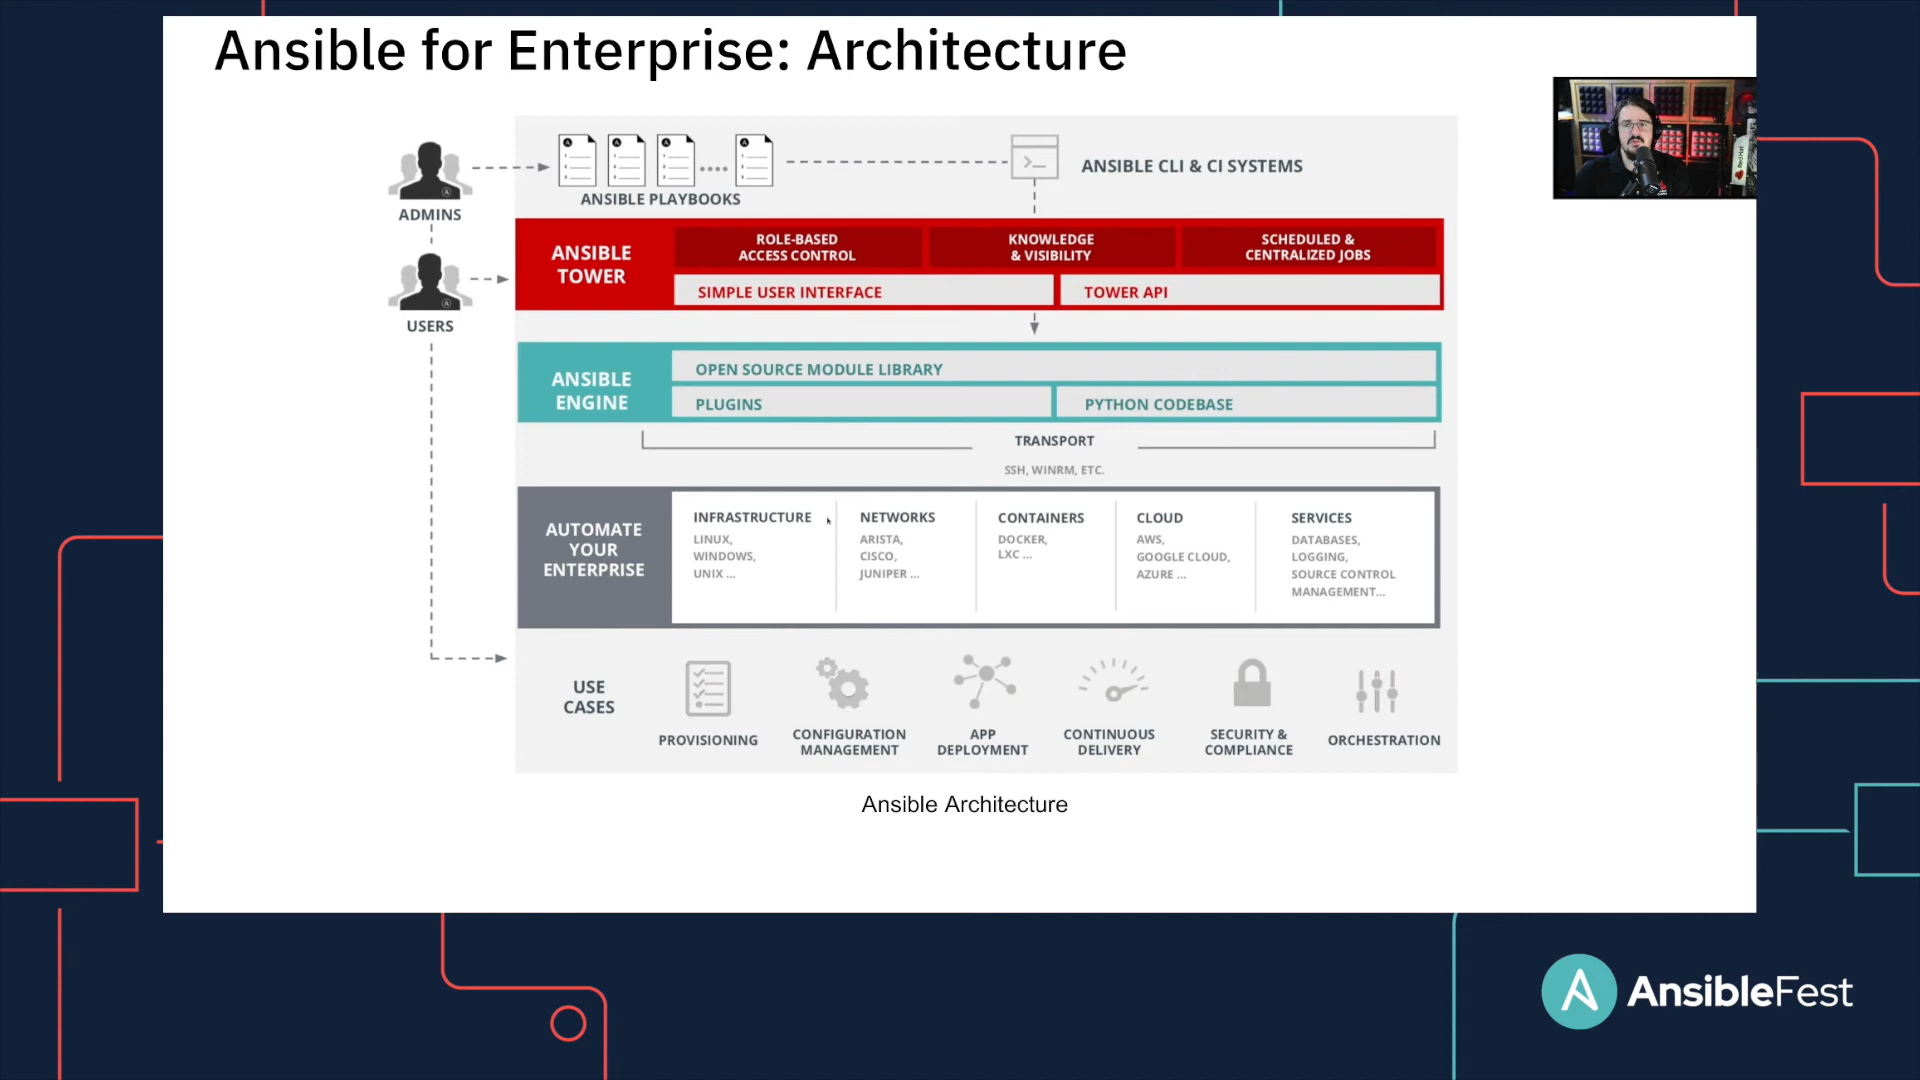 Ansible for Enterprise: Architecture
ADMINS
USERS
ANSIBLE PLAYBOOKS
ANSIBLE CLI & CI SYSTEMS
ANSIBLE
TOWER
ROLE-BASED
ACCESS CONTROL
KNOWLEDGE
& VISIBILITY
SCHEDULED &
CENTRALIZED JOBS
SIMPLE USER INTERFACE
TOWER API
ANSIBLE
ENGINE
OPEN SOURCE MODULE LIBRARY
PLUGINS
PYTHON CODEBASE
TRANSPORT
SSH, WINRM, ETC.
AUTOMATE
YOUR
ENTERPRISE
INFRASTRUCTURE
LINUX,
WINDOWS,
UNIX ...
NETWORKS
ARISTA,
CISCO,
JUNIPER ...
CONTAINERS
DOCKER,
LXC ...
CLOUD
AWS,
GOOGLE CLOUD,
AZURE ...
SERVICES
DATABASES,
LOGGING,
SOURCE CONTROL
MANAGEMENT...
USE
CASES
PROVISIONING
CONFIGURATION
MANAGEMENT
APP
DEPLOYMENT
CONTINUOUS
DELIVERY
SECURITY &
COMPLIANCE
ORCHESTRATION
Ansible Architecture
AnsibleFest